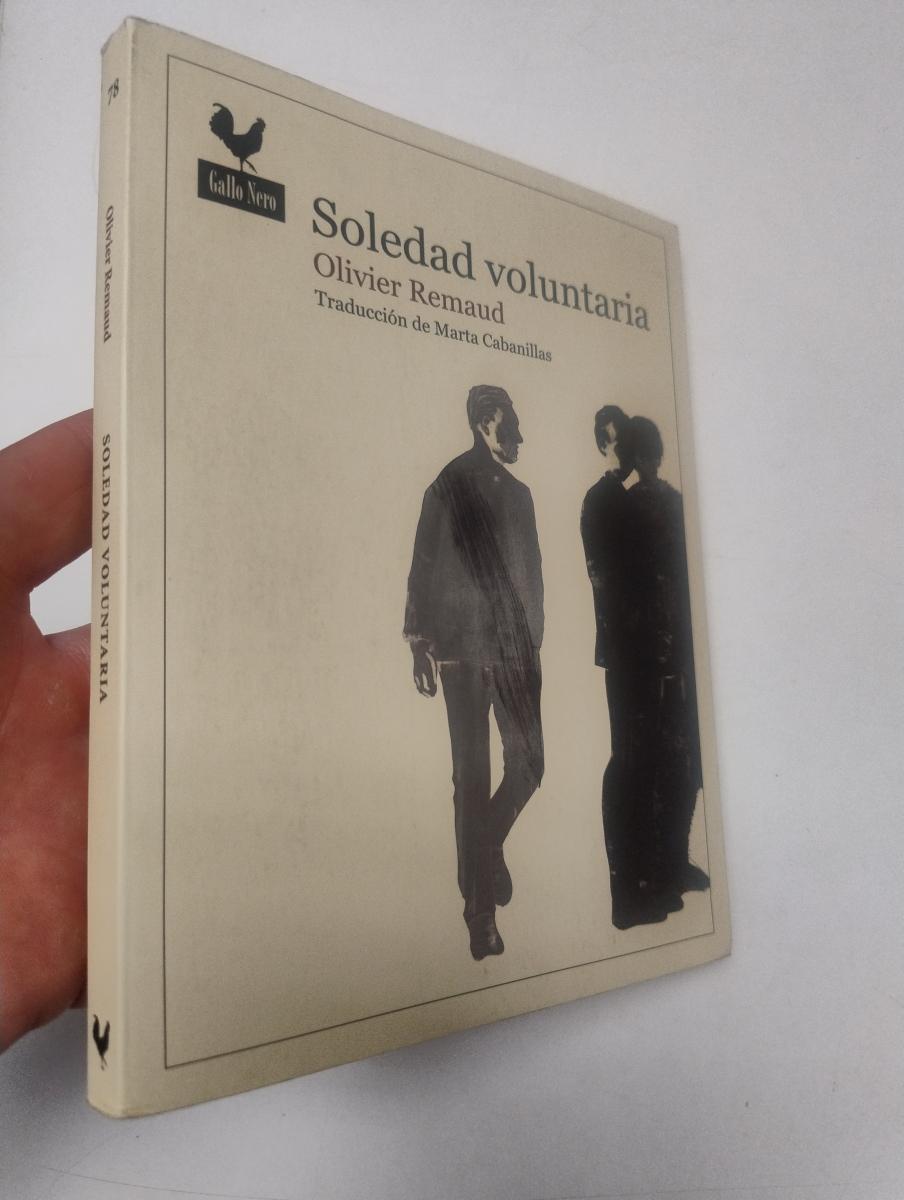 Gallo Nero
Soledad voluntaria
Olivier Remaud
Traducción de Marta Cabanillas
78
Olivier Remaud
SOLEDAD VOLUNTARIA